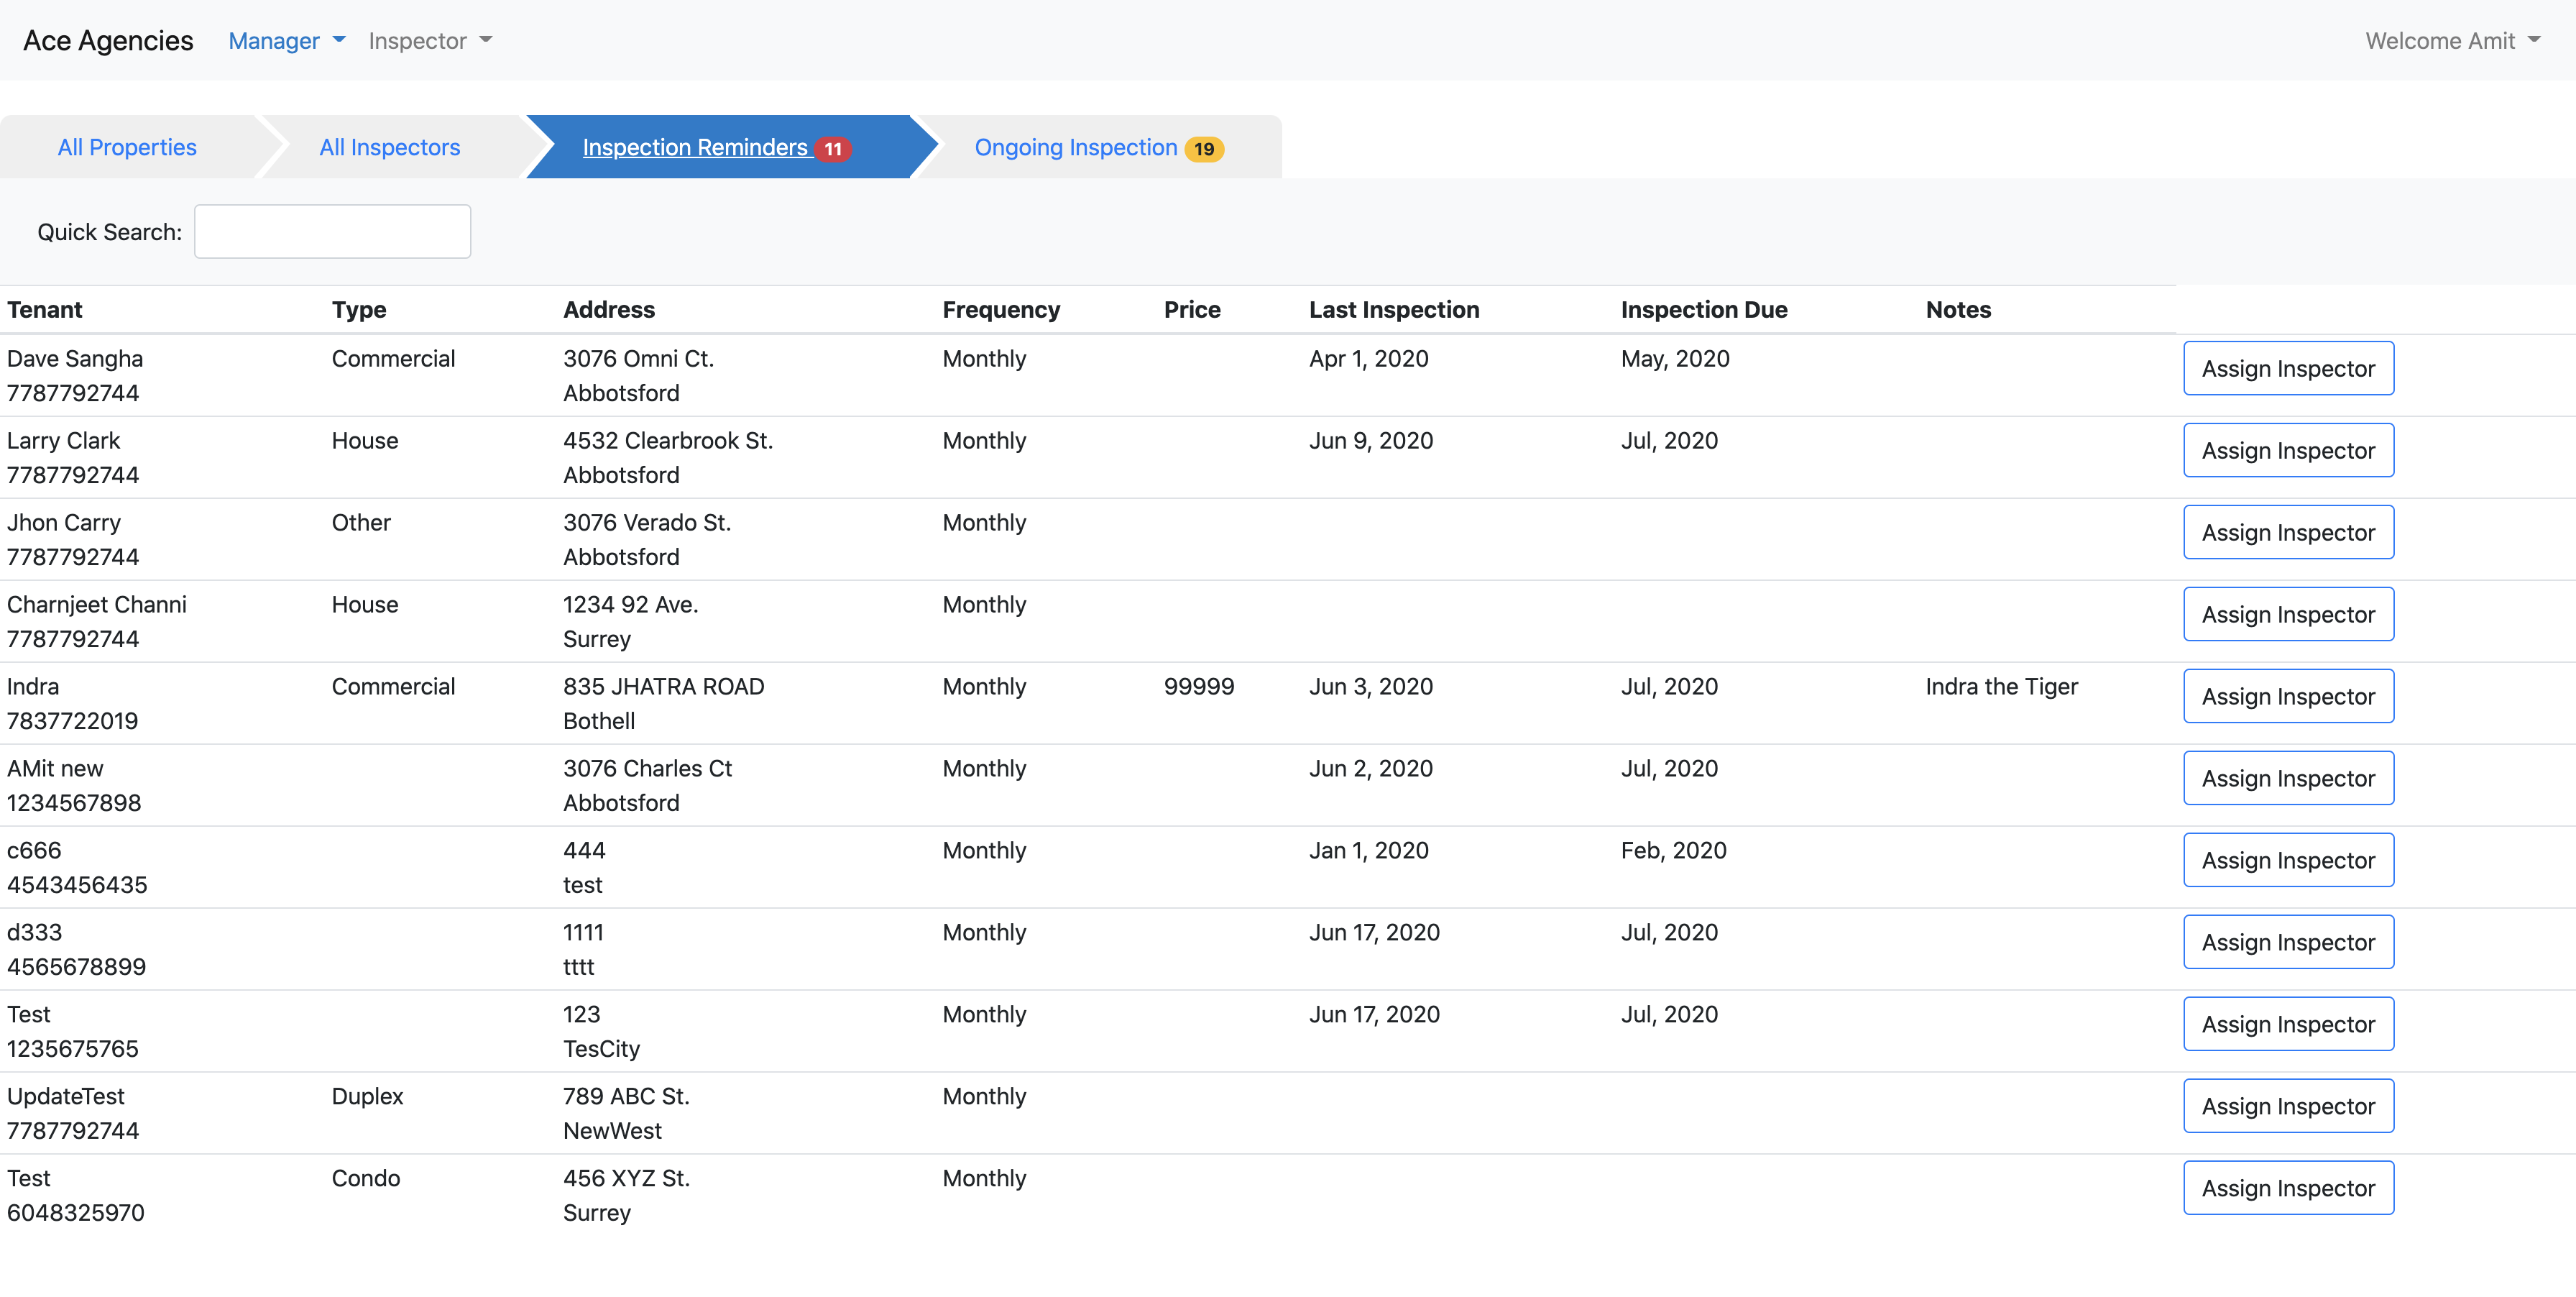 Ace Agencies Manager Inspector Welcome Amit
All Properties All Inspectors Inspection Reminders 11 Ongoing Inspection 19
Quick Search:
Tenant Type Address Frequency Price Last Inspection Inspection Due Notes
Dave Sangha Commercial 3076 Omni Ct. Monthly Apr 1, 2020 May, 2020 Assign Inspector
7787792744 Abbotsford
Larry Clark House 4532 Clearbrook St. Monthly Jun 9, 2020 Jul, 2020 Assign Inspector
7787792744 Abbotsford
Jhon Carry Other 3076 Verado St. Monthly Assign Inspector
7787792744 Abbotsford
Charnjeet Channi House 1234 92 Ave. Monthly Assign Inspector
7787792744 Surrey
Indra Commercial 835 JHATRA ROAD Monthly 99999 Jun 3, 2020 Jul, 2020 Indra the Tiger Assign Inspector
7837722019 Bothell
AMit new 3076 Charles Ct Monthly Jun 2, 2020 Jul, 2020 Assign Inspector
1234567898 Abbotsford
c666 444 Monthly Jan 1, 2020 Feb, 2020 Assign Inspector
4543456435 test
d333 1111 Monthly Jun 17, 2020 Jul, 2020 Assign Inspector
4565678899 tttt
Test 123 Monthly Jun 17, 2020 Jul, 2020 Assign Inspector
1235675765 TesCity
UpdateTest Duplex 789 ABC St. Monthly Assign Inspector
7787792744 NewWest
Test Condo 456 XYZ St. Monthly Assign Inspector
6048325970 Surrey